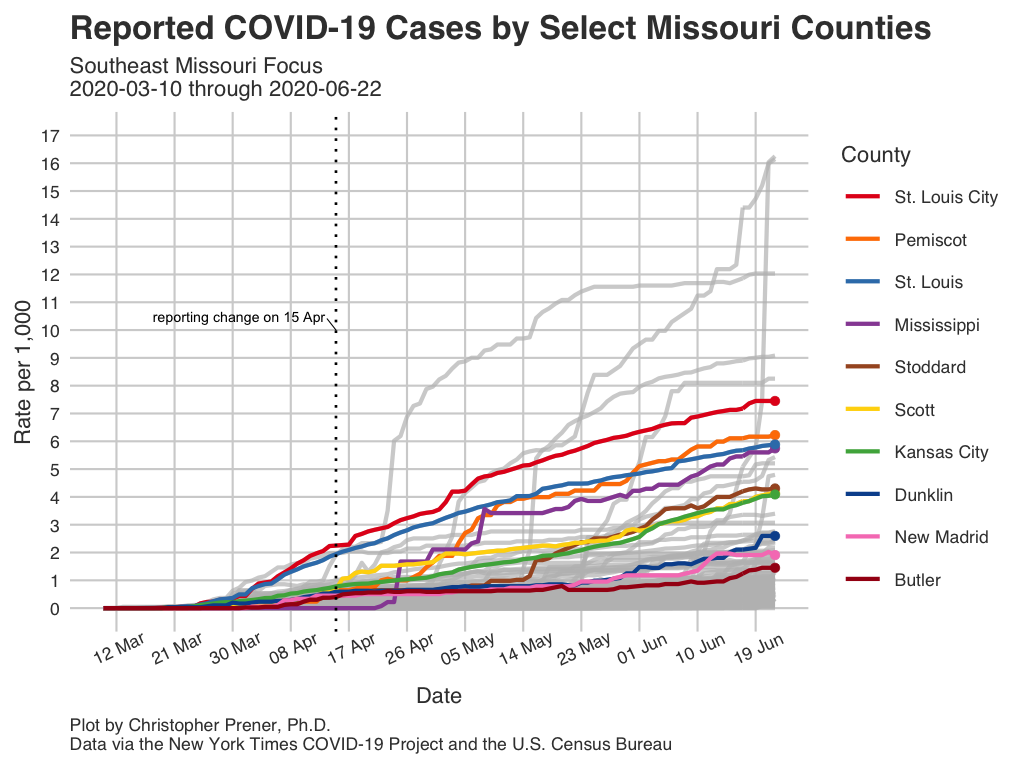 Reported COVID-19 Cases by Select Missouri Counties
Southeast Missouri Focus
2020-03-10 through 2020-06-22
17
16
15
14
13
12
11
10
9
8
7
6
5
4
3
2
1
0
Rate per 1,000
reporting change on 15 Apr
12 Mar
21 Mar
30 Mar
08 Apr
17 Apr
26 Apr
05 May
14 May
23 May
01 Jun
10 Jun
19 Jun
Date
County
St. Louis City
Pemiscot
St. Louis
Mississippi
Stoddard
Scott
Kansas City
Dunklin
New Madrid
Butler
Plot by Christopher Prener, Ph.D.
Data via the New York Times COVID-19 Project and the U.S. Census Bureau